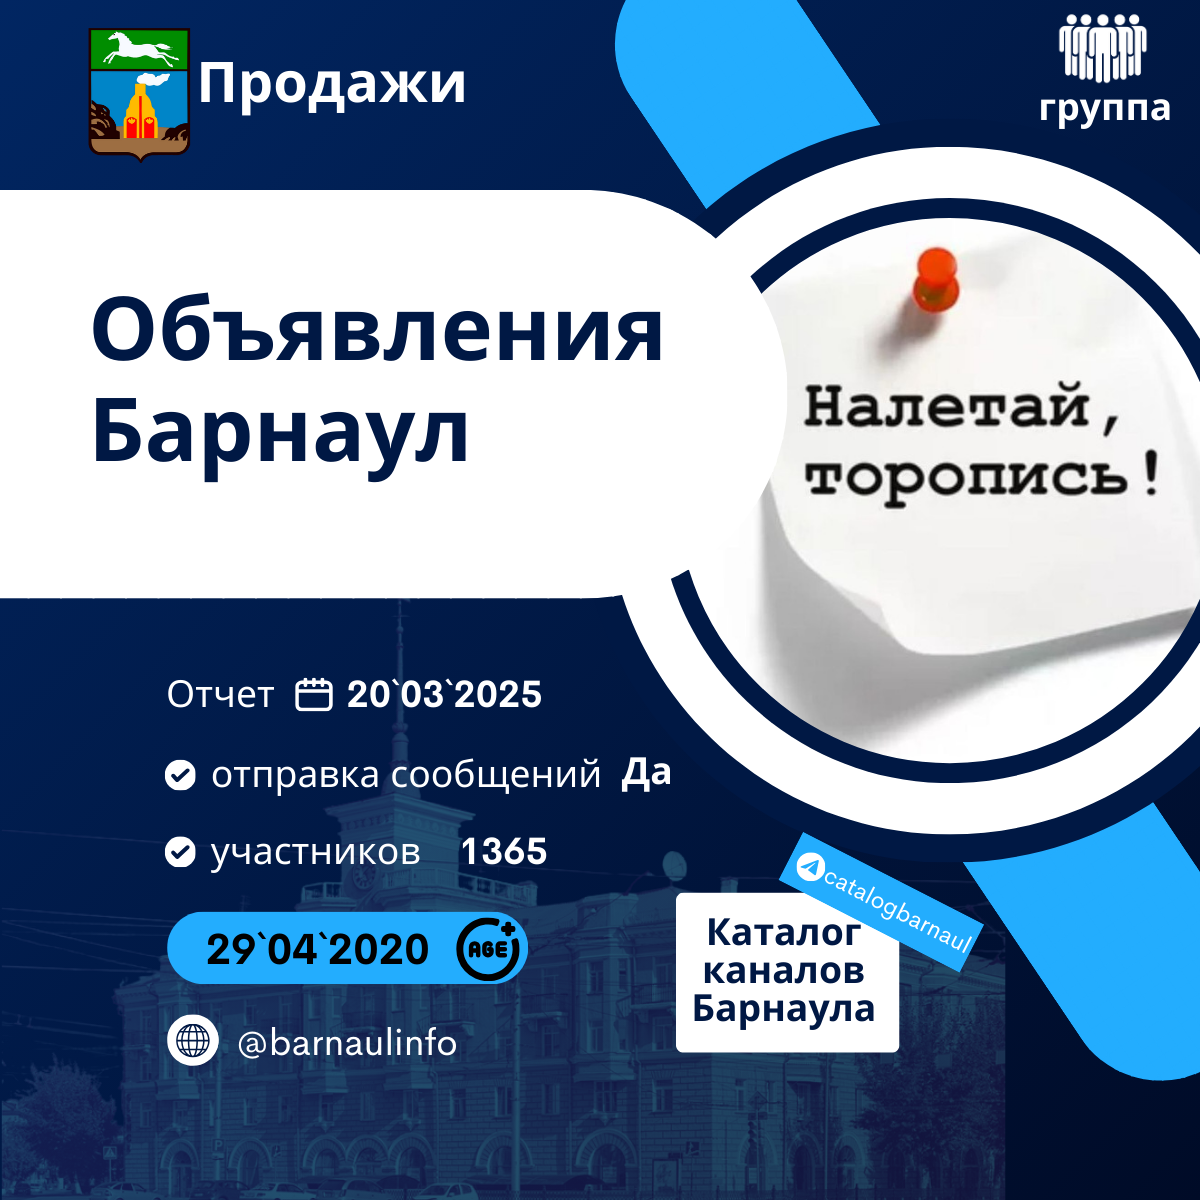 Продажи
группа
Объявления
Барнаул
Налетай,
торопись!
Отчет 20`03`2025
отправка сообщений Да
участников 1365
29`04`2020 AGE+
@barnaulinfo
catalogbarnaul
Каталог
каналов
Барнаула